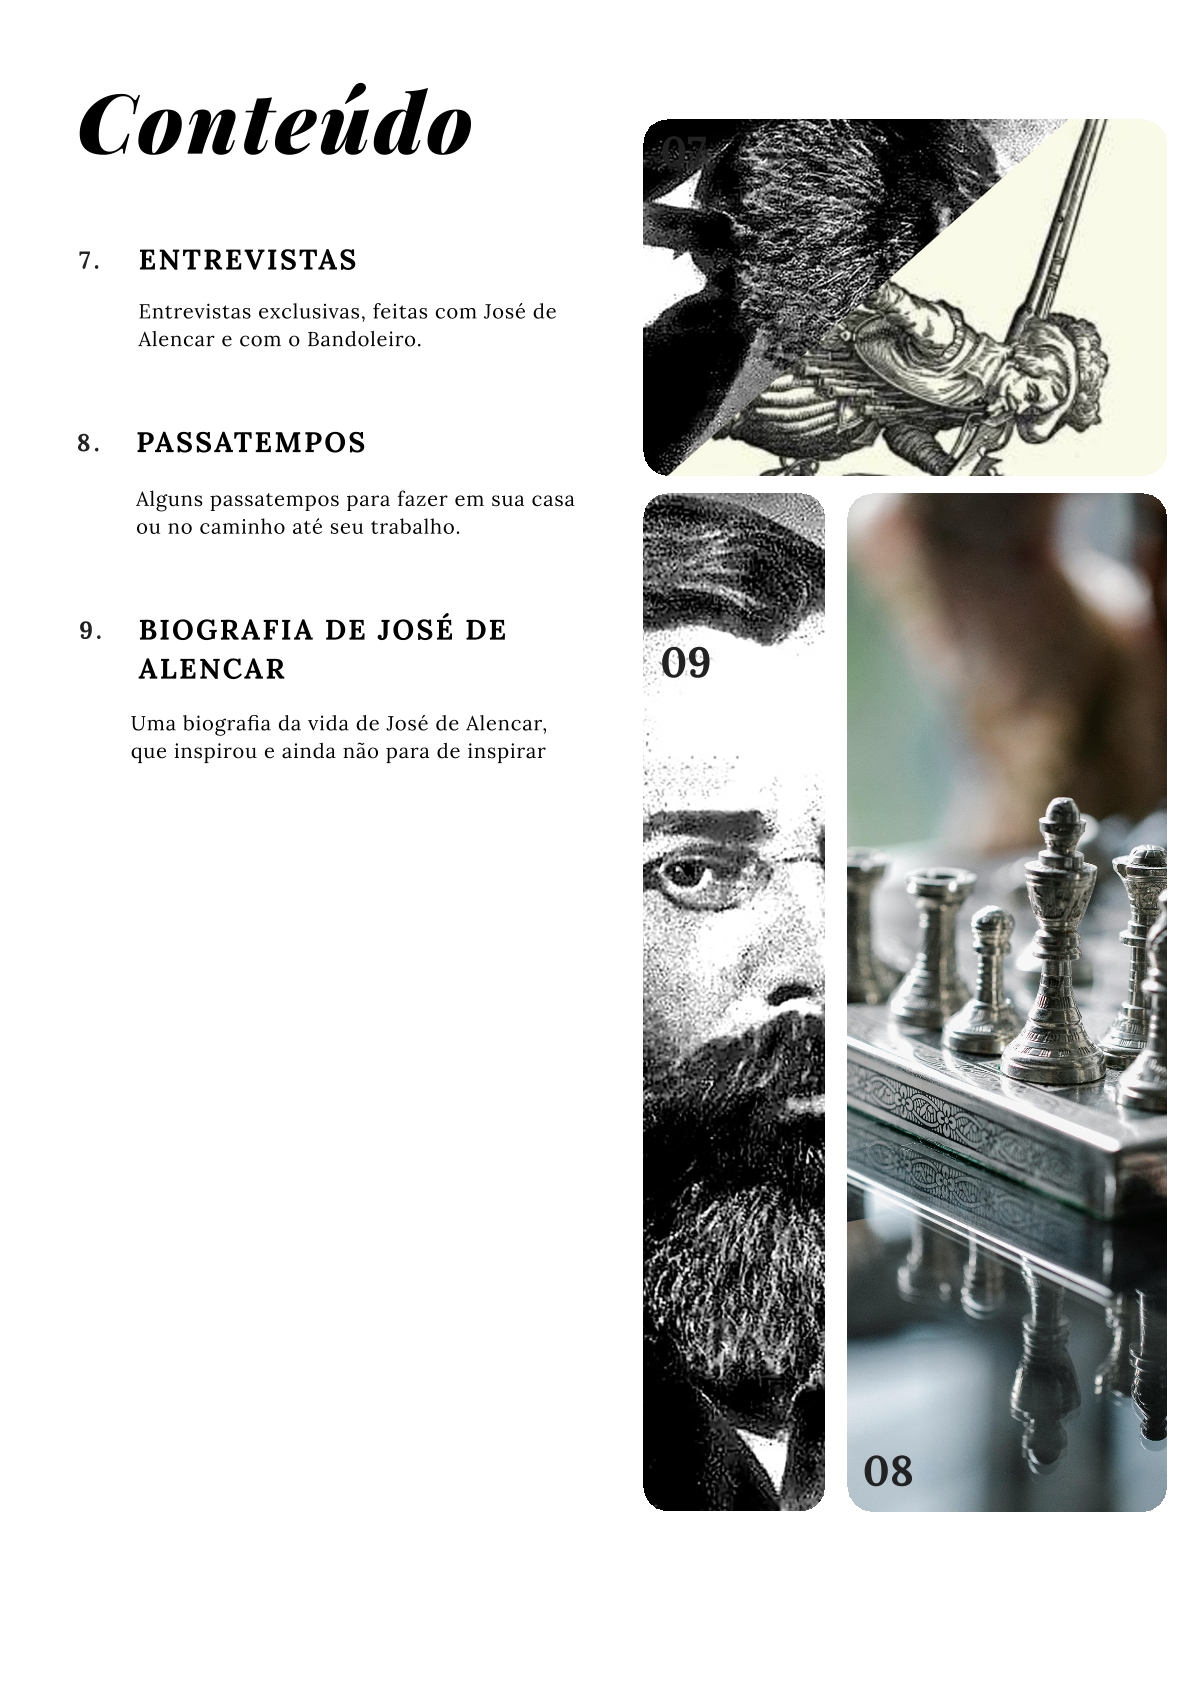 Conteúdo
7. ENTREVISTAS
Entrevistas exclusivas, feitas com José de
Alencar e com o Bandoleiro.
8. PASSATEMPOS
Alguns passatempos para fazer em sua casa
ou no caminho até seu trabalho.
9. BIOGRAFIA DE JOSÉ DE
ALENCAR
Uma biografia da vida de José de Alencar,
que inspirou e ainda não para de inspirar
07
09
08